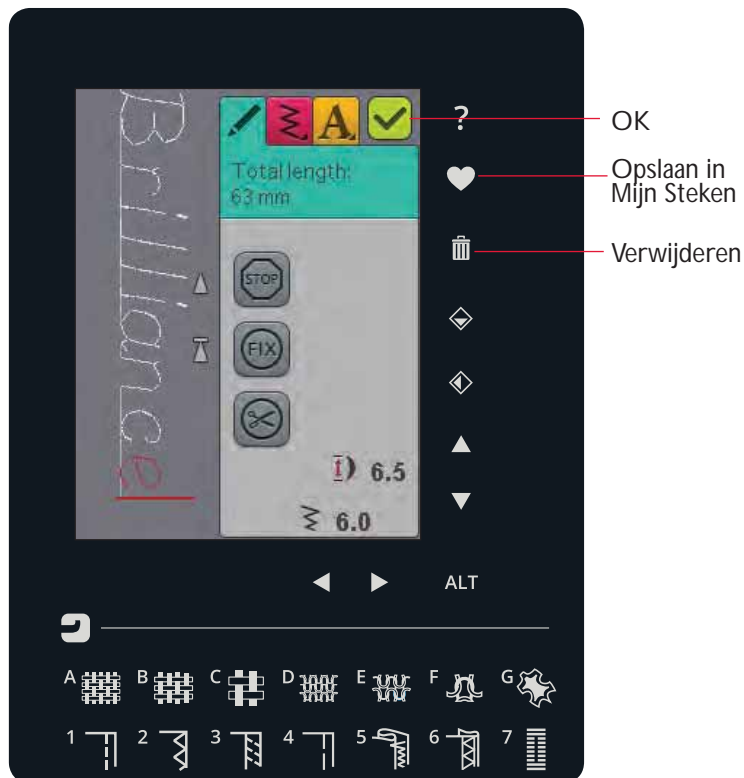 Brilliance
A
Total length:
63 mm
STOP
FIX
6.5
6.0
?
OK
Opslaan in
Mijn Steken
Verwijderen
ALT
A B C D E F G
1 2 3 4 5 6 7